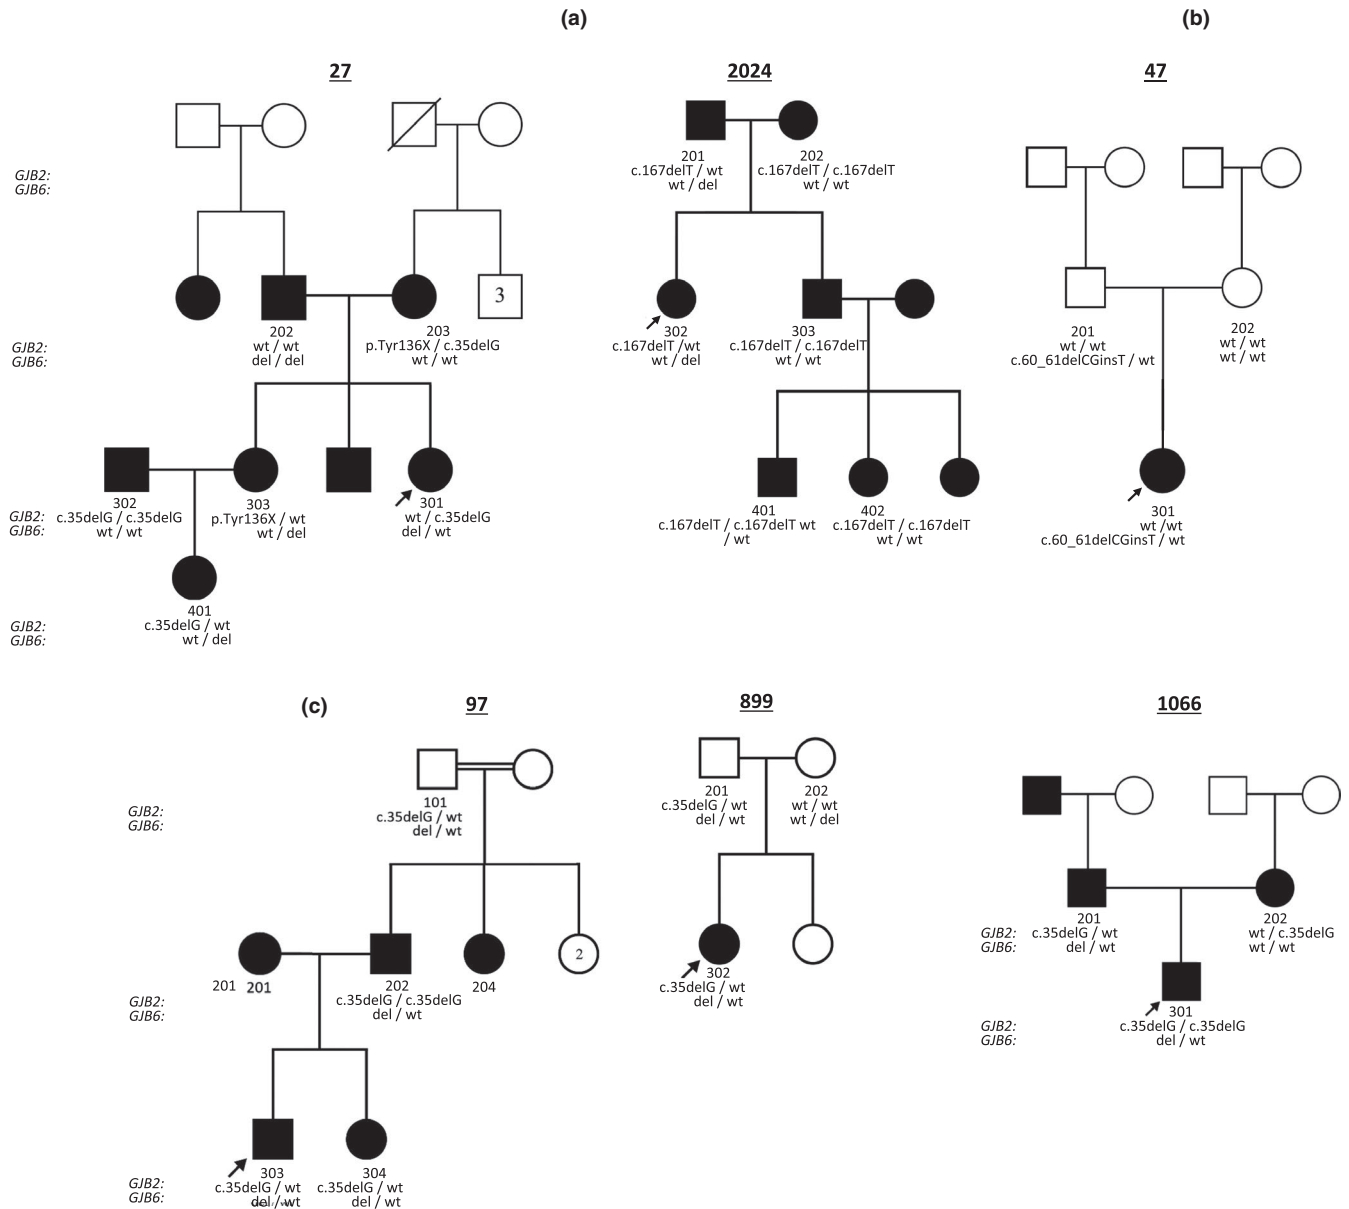 (a)
(b)
27
2024
47
GJB2:
GJB6:
201
c.167delT / wt
wt / del
202
c.167delT / c.167delT
wt / wt
3
GJB2:
GJB6:
202
wt / wt
del / del
203
p.Tyr136X / c.35delG
wt / wt
302
c.167delT /wt
wt / del
303
c.167delT / c.167delT
wt / wt
201
wt / wt
c.60_61delCGinsT / wt
202
wt / wt
wt / wt
GJB2:
GJB6:
302
c.35delG / c.35delG
wt / wt
303
p.Tyr136X / wt
wt / del
301
wt / c.35delG
del / wt
401
c.167delT / c.167delT wt
/ wt
402
c.167delT / c.167delT
wt / wt
301
wt /wt
c.60_61delCGinsT / wt
GJB2:
GJB6:
401
c.35delG / wt
wt / del
(c)
97
899
1066
GJB2:
GJB6:
101
c.35delG / wt
del / wt
201
c.35delG / wt
del / wt
202
wt / wt
wt / del
2
201
201
GJB2:
GJB6:
202
c.35delG / c.35delG
del / wt
204
302
c.35delG / wt
del / wt
GJB2:
GJB6:
201
c.35delG / wt
del / wt
202
wt / c.35delG
wt / wt
GJB2:
GJB6:
301
c.35delG / c.35delG
del / wt
GJB2:
GJB6:
303
c.35delG / wt
del / wt
304
c.35delG / wt
del / wt